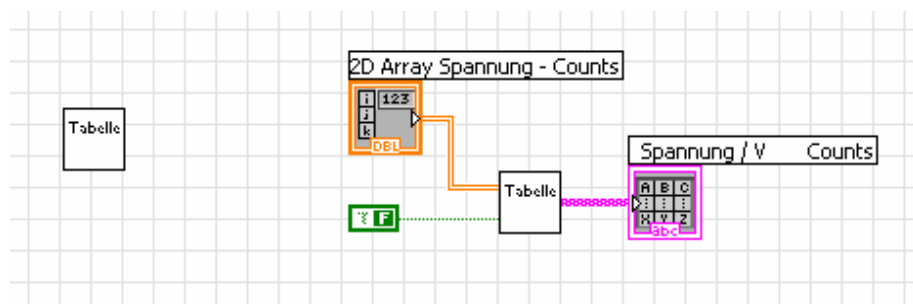 2D Array Spannung - Counts
i 123
j
k
DBL
Tabelle
Tabelle
Spannung / V Counts
A B C
X Y Z
abc
F